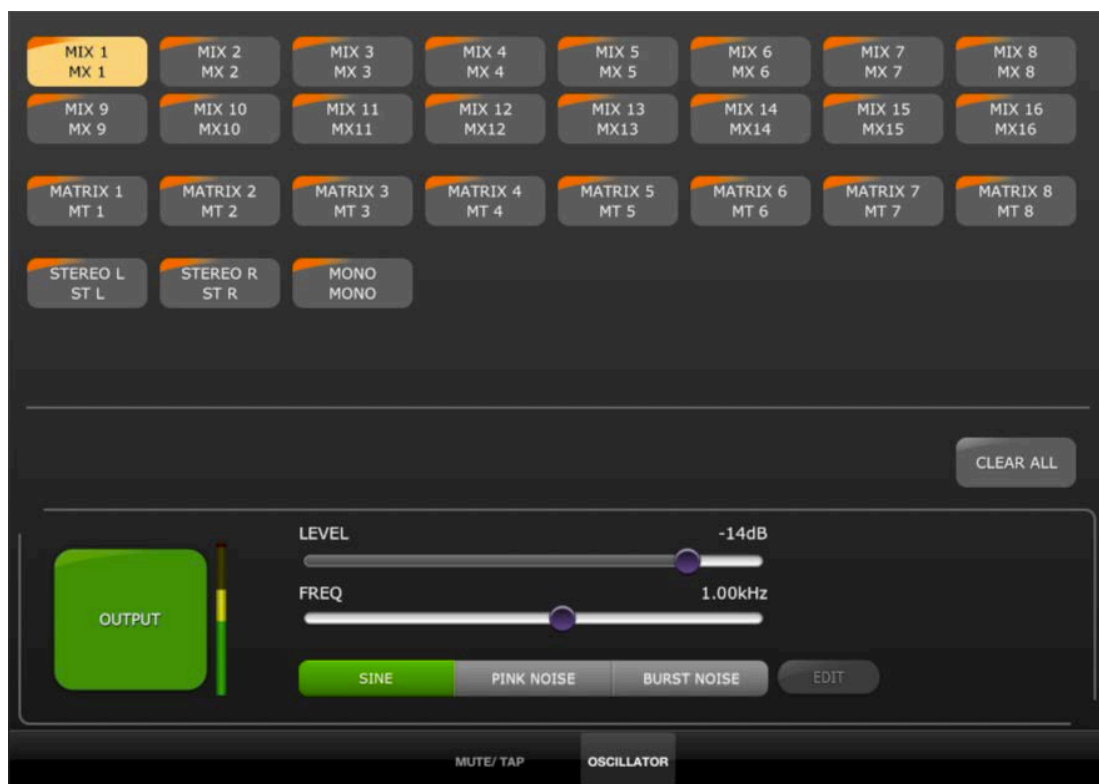 MIX 1 MIX 2 MIX 3 MIX 4 MIX 5 MIX 6 MIX 7 MIX 8
MX 1 MX 2 MX 3 MX 4 MX 5 MX 6 MX 7 MX 8
MIX 9 MIX 10 MIX 11 MIX 12 MIX 13 MIX 14 MIX 15 MIX 16
MX 9 MX10 MX11 MX12 MX13 MX14 MX15 MX16
MATRIX 1 MATRIX 2 MATRIX 3 MATRIX 4 MATRIX 5 MATRIX 6 MATRIX 7 MATRIX 8
MT 1 MT 2 MT 3 MT 4 MT 5 MT 6 MT 7 MT 8
STEREO L STEREO R MONO
ST L ST R MONO
CLEAR ALL
LEVEL -14dB
FREQ 1.00kHz
OUTPUT
SINE PINK NOISE BURST NOISE EDIT
MUTE/ TAP OSCILLATOR